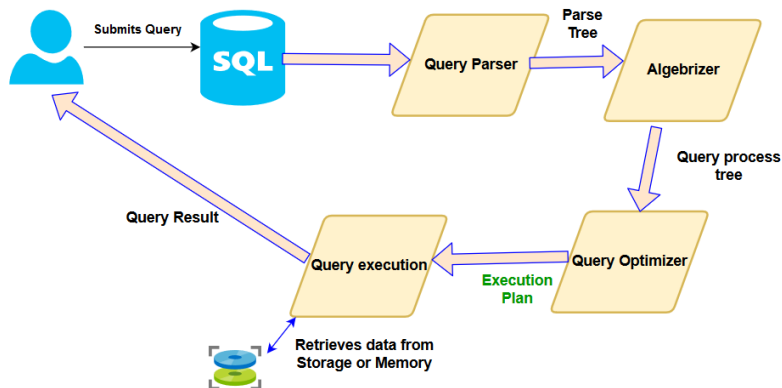 Submits Query
SQL
Query Parser
Parse
Tree
Algebrizer
Query process
tree
Query Optimizer
Execution
Plan
Query execution
Query Result
Retrieves data from
Storage or Memory